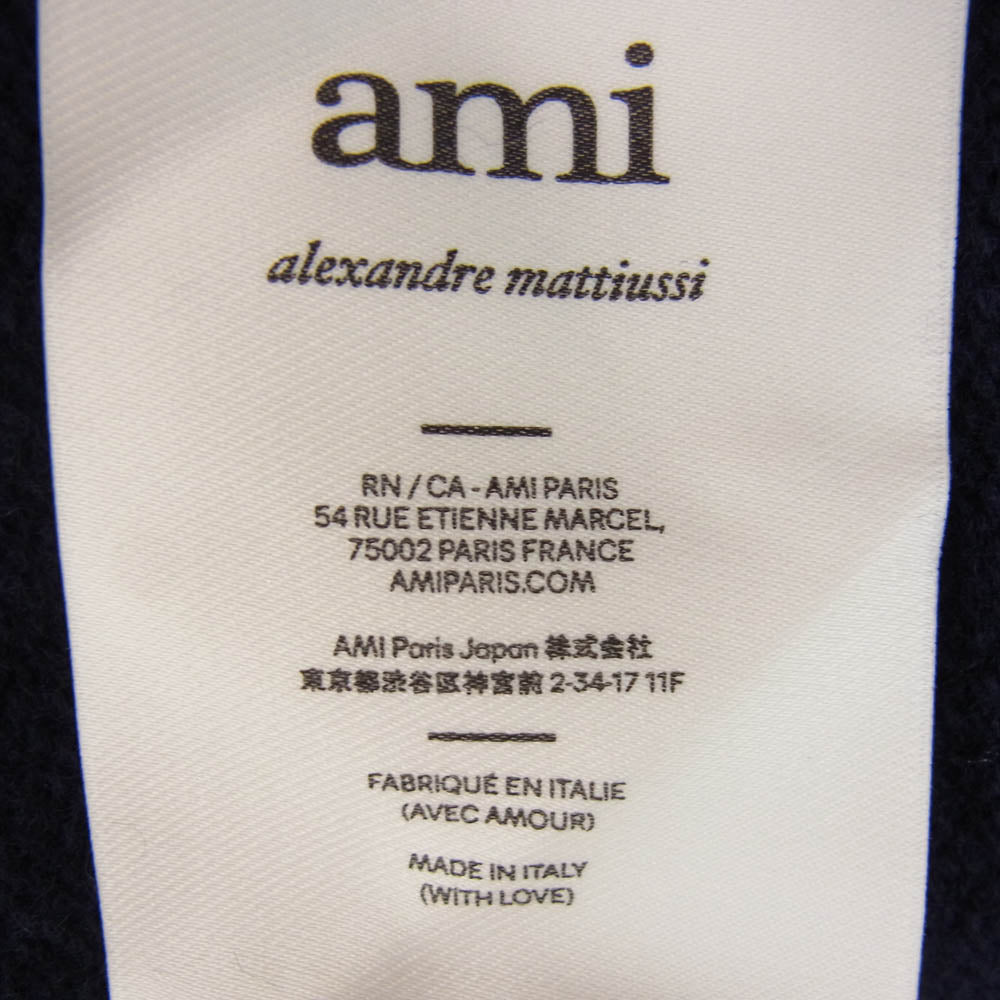 ami
alexandre mattiussi
RN / CA - AMI PARIS
54 RUE ETIENNE MARCEL,
75002 PARIS FRANCE
AMIPARIS.COM
AMI Paris Japan 株式会社
東京都渋谷区神宮前 2-34-17 11F
FABRIQUÉ EN ITALIE
(AVEC AMOUR)
MADE IN ITALY
(WITH LOVE)